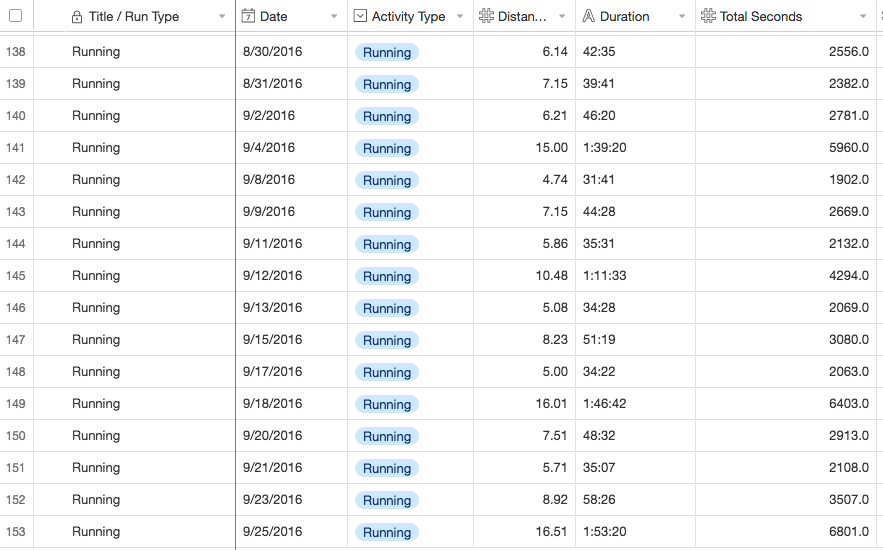 Title / Run Type Date Activity Type Distan... Duration Total Seconds
138 Running 8/30/2016 Running 6.14 42:35 2556.0
139 Running 8/31/2016 Running 7.15 39:41 2382.0
140 Running 9/2/2016 Running 6.21 46:20 2781.0
141 Running 9/4/2016 Running 15.00 1:39:20 5960.0
142 Running 9/8/2016 Running 4.74 31:41 1902.0
143 Running 9/9/2016 Running 7.15 44:28 2669.0
144 Running 9/11/2016 Running 5.86 35:31 2132.0
145 Running 9/12/2016 Running 10.48 1:11:33 4294.0
146 Running 9/13/2016 Running 5.08 34:28 2069.0
147 Running 9/15/2016 Running 8.23 51:19 3080.0
148 Running 9/17/2016 Running 5.00 34:22 2063.0
149 Running 9/18/2016 Running 16.01 1:46:42 6403.0
150 Running 9/20/2016 Running 7.51 48:32 2913.0
151 Running 9/21/2016 Running 5.71 35:07 2108.0
152 Running 9/23/2016 Running 8.92 58:26 3507.0
153 Running 9/25/2016 Running 16.51 1:53:20 6801.0